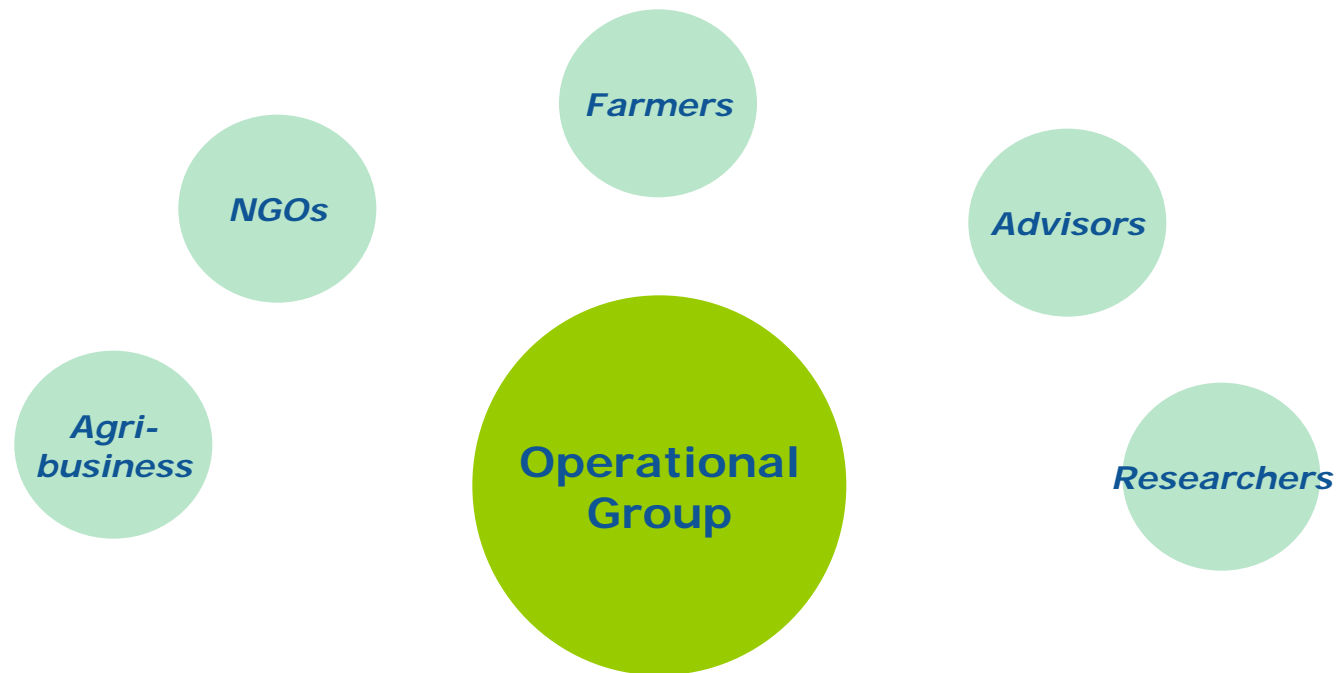 Farmers
NGOs
Advisors
Agri-
business
Operational
Group
Researchers